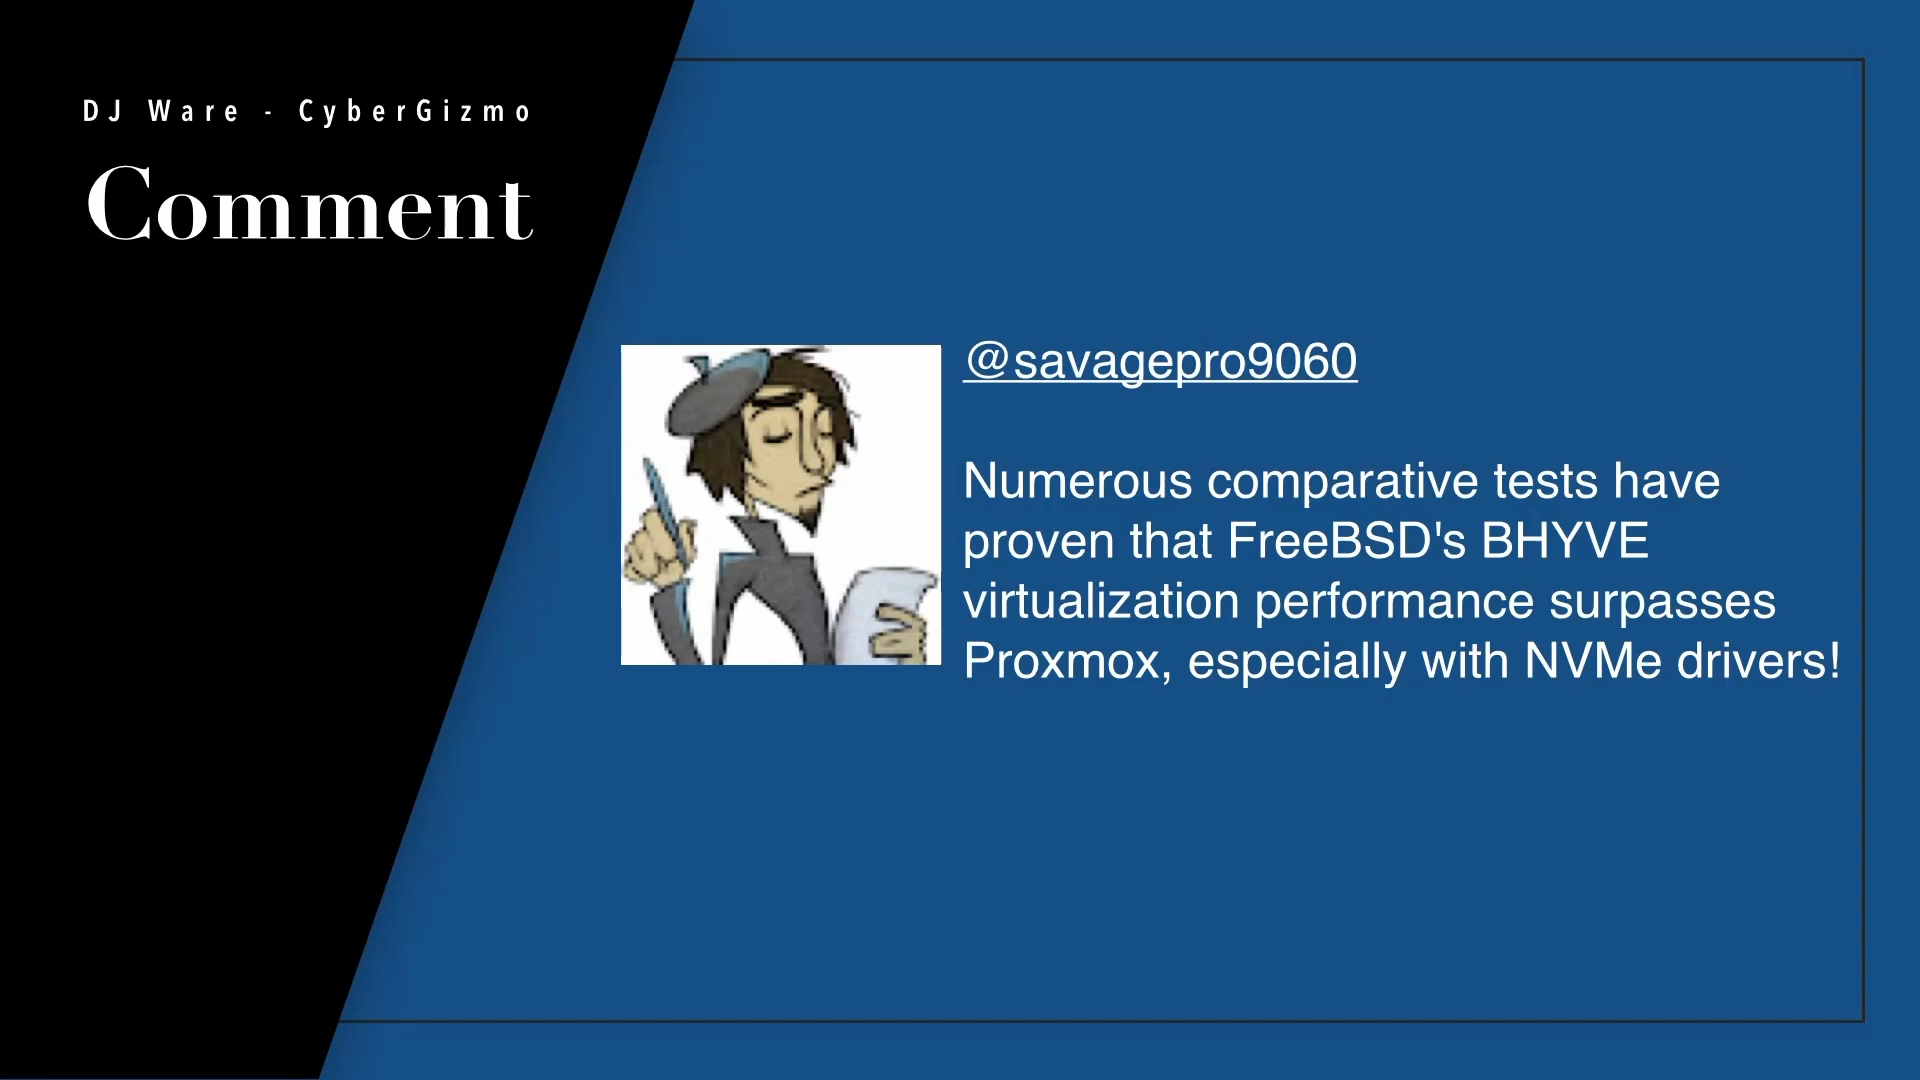 DJ Ware - CyberGizmo
Comment
@savagepro9060
Numerous comparative tests have
proven that FreeBSD's BHYVE
virtualization performance surpasses
Proxmox, especially with NVMe drivers!